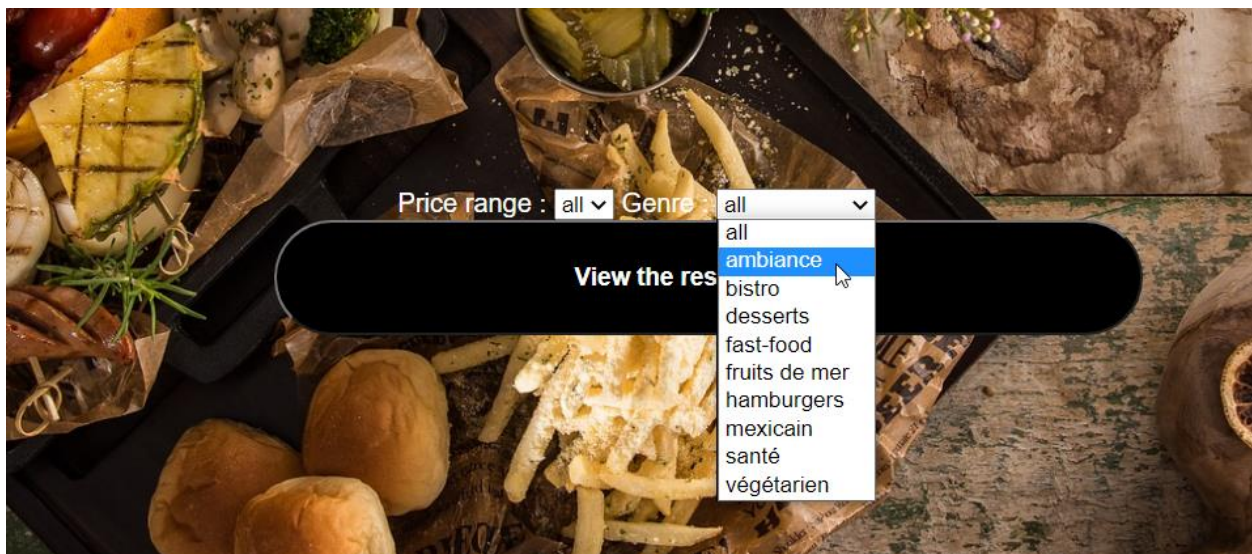 Price range : all Genre : all
all
ambiance
View the res
bistro
desserts
fast-food
fruits de mer
hamburgers
mexicain
santé
végétarien